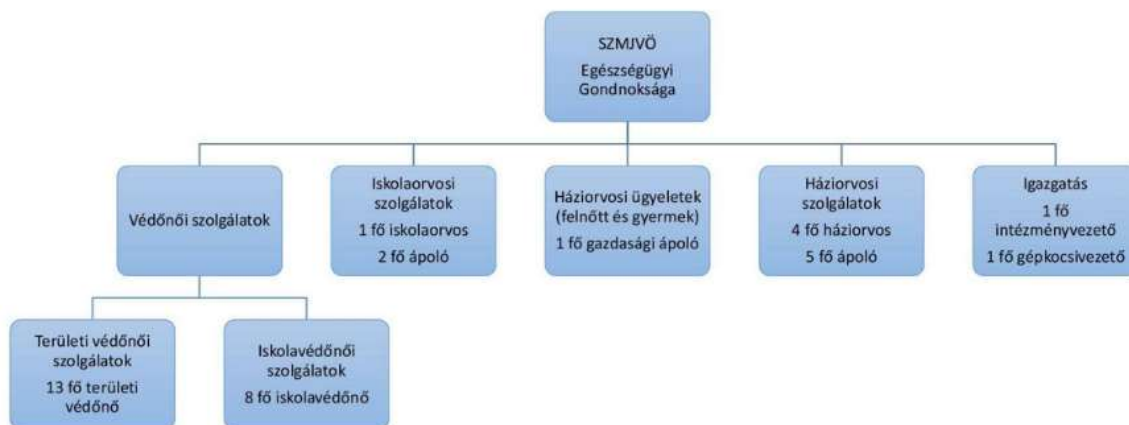 SZMJVÖ
Egészségügyi
Gondnoksága
Védőnői szolgálatok
Iskolaorvosi
szolgálatok
1 fő iskolaorvos
2 fő ápoló
Háziorvosi ügyeletek
(felnőtt és gyermek)
1 fő gazdasági ápoló
Háziorvosi
szolgálatok
4 fő háziorvos
5 fő ápoló
Igazgatás
1 fő
intézményvezető
1 fő gépkocsivezető
Területi védőnői
szolgálatok
13 fő területi
védőnő
Iskolavédőnői
szolgálatok
8 fő iskolavédőnő